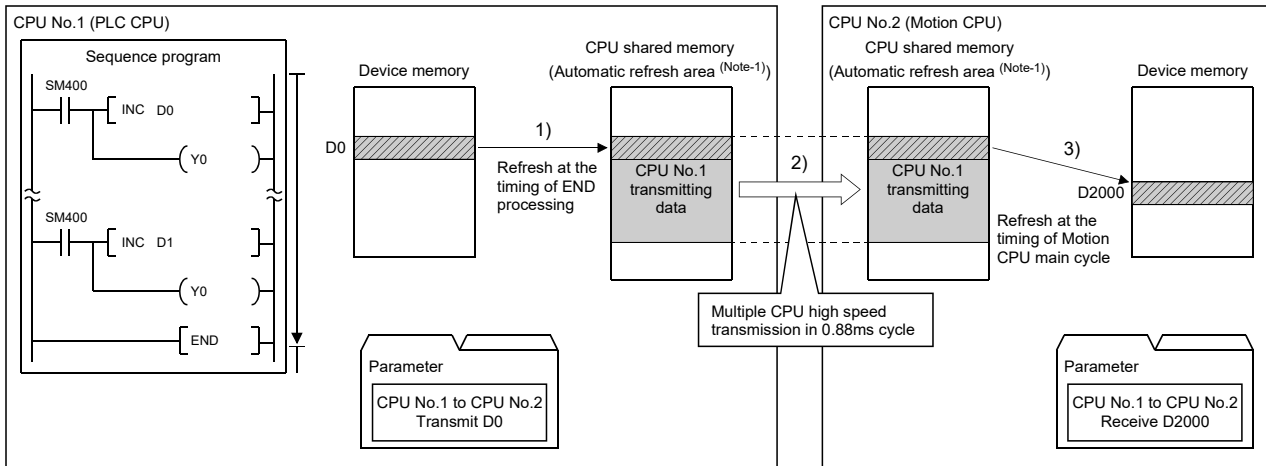 CPU No.1 (PLC CPU)
Sequence program
SM400
INC D0
Y0
SM400
INC D1
Y0
END
Device memory
D0
1)
Refresh at the
timing of END
processing
CPU shared memory
(Automatic refresh area (Note-1))
CPU No.1
transmitting
data
2)
Multiple CPU high speed
transmission in 0.88ms cycle
Parameter
CPU No.1 to CPU No.2
Transmit D0
CPU No.2 (Motion CPU)
CPU shared memory
(Automatic refresh area (Note-1))
CPU No.1
transmitting
data
3)
Refresh at the
timing of Motion
CPU main cycle
Device memory
D2000
Parameter
CPU No.1 to CPU No.2
Receive D2000